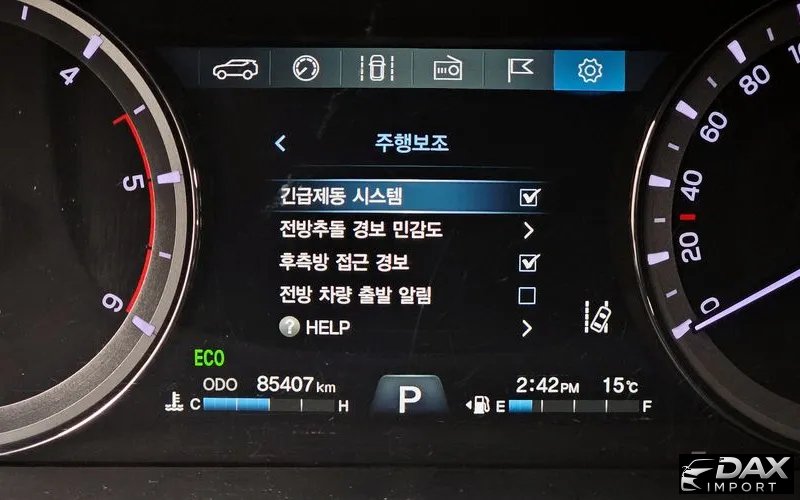 주행보조
긴급제동 시스템
전방추돌 경보 민감도
후측방 접근 경보
전방 차량 출발 알림
? HELP
ECO
ODO 85407 km
C H
P
2:42PM 15℃
E F
4
5
6
0
20
40
60
80
DAX
IMPORT